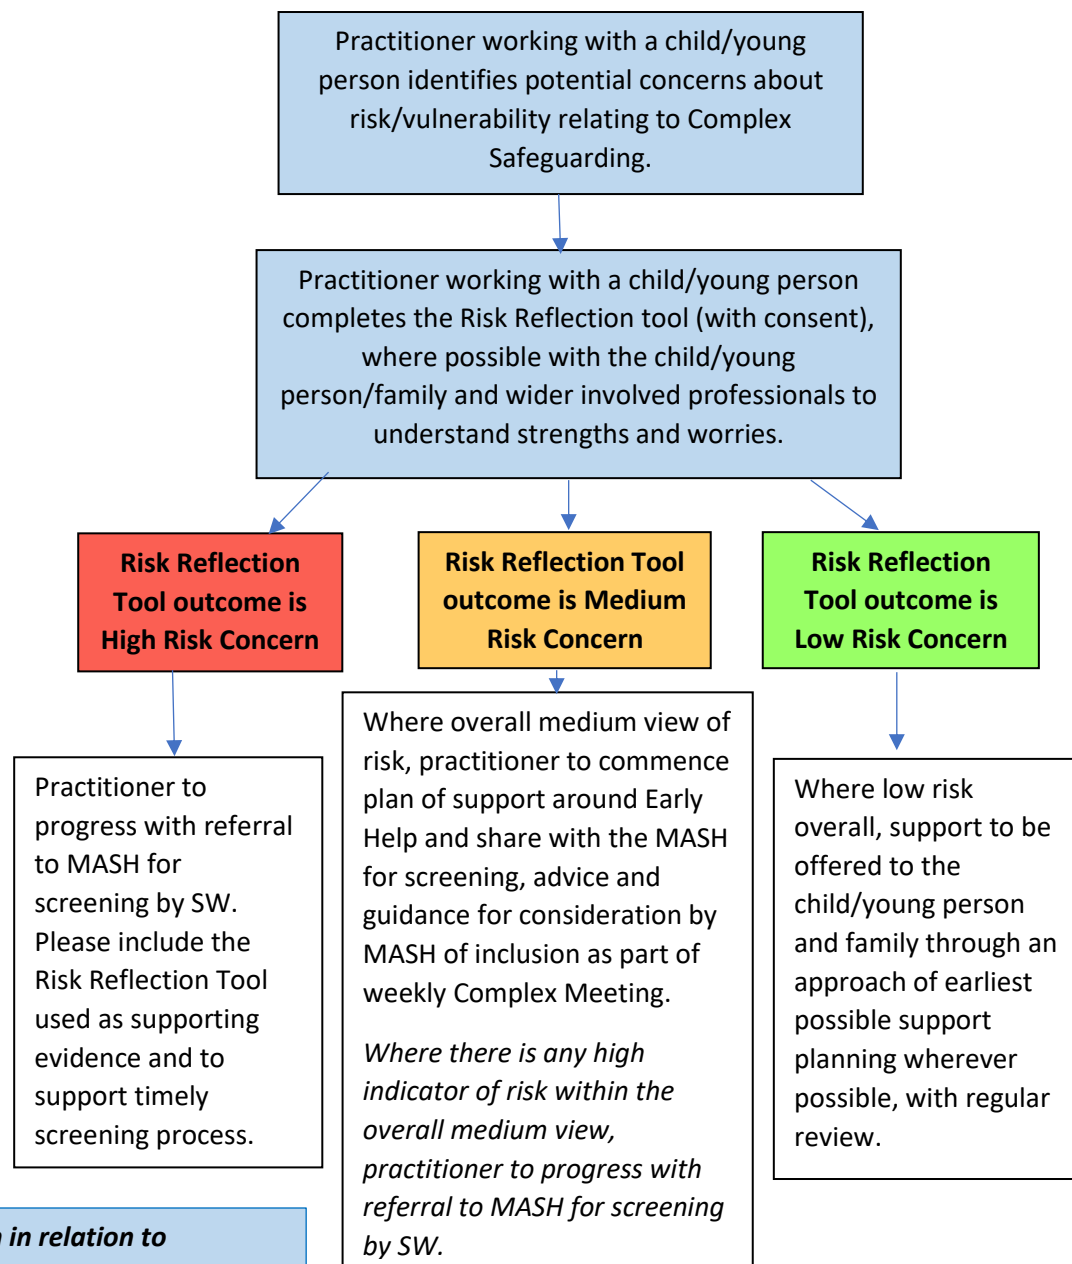 Practitioner working with a child/young
person identifies potential concerns about
risk/vulnerability relating to Complex
Safeguarding.
Practitioner working with a child/young person
completes the Risk Reflection tool (with consent),
where possible with the child/young
person/family and wider involved professionals to
understand strengths and worries.
Risk Reflection
Tool outcome is
High Risk Concern
Risk Reflection Tool
outcome is Medium
Risk Concern
Risk Reflection
Tool outcome is
Low Risk Concern
Practitioner to
progress with referral
to MASH for
screening by SW.
Please include the
Risk Reflection Tool
used as supporting
evidence and to
support timely
screening process.
Where overall medium view of
risk, practitioner to commence
plan of support around Early
Help and share with the MASH
for screening, advice and
guidance for consideration by
MASH of inclusion as part of
weekly Complex Meeting.
Where there is any high
indicator of risk within the
overall medium view,
practitioner to progress with
referral to MASH for screening
by SW.
Where low risk
overall, support to be
offered to the
child/young person
and family through an
approach of earliest
possible support
planning wherever
possible, with regular
review.
in relation to